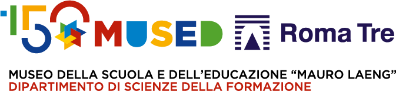 150 MUSED Roma Tre
MUSEO DELLA SCUOLA E DELL'EDUCAZIONE “MAURO LAENG”
DIPARTIMENTO DI SCIENZE DELLA FORMAZIONE